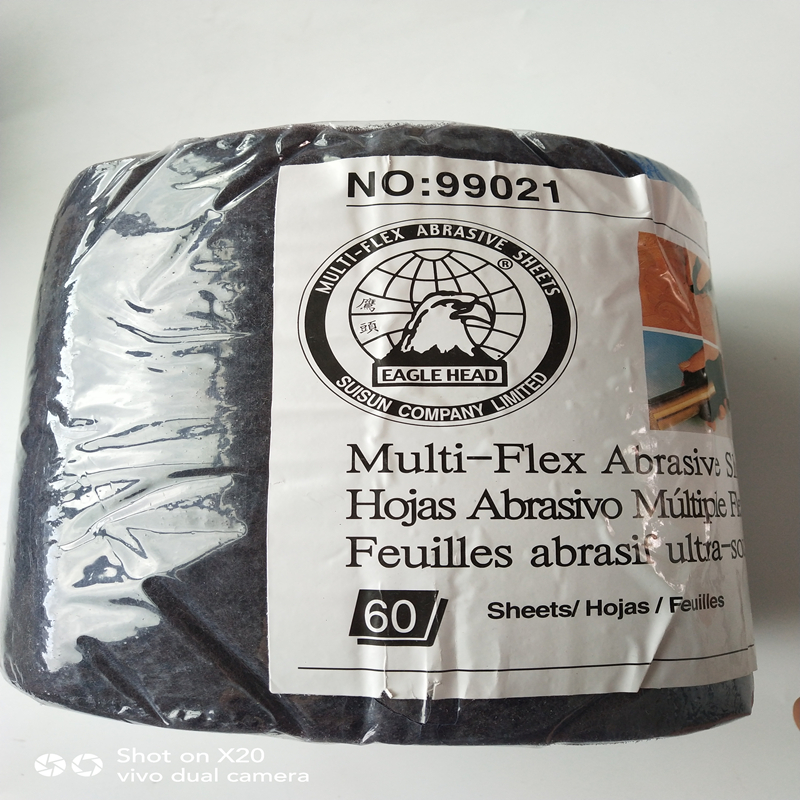 NO:99021
MULTI-FLEX ABRASIVE SHEETS
®
鷹
頭
EAGLE HEAD
SUISUN COMPANY LIMITED
Multi-Flex Abrasive
Hojas Abrasivo Múltiple
Feuilles abrasif
60 Sheets/ Hojas / Feuilles
Shot on X20
vivo dual camera